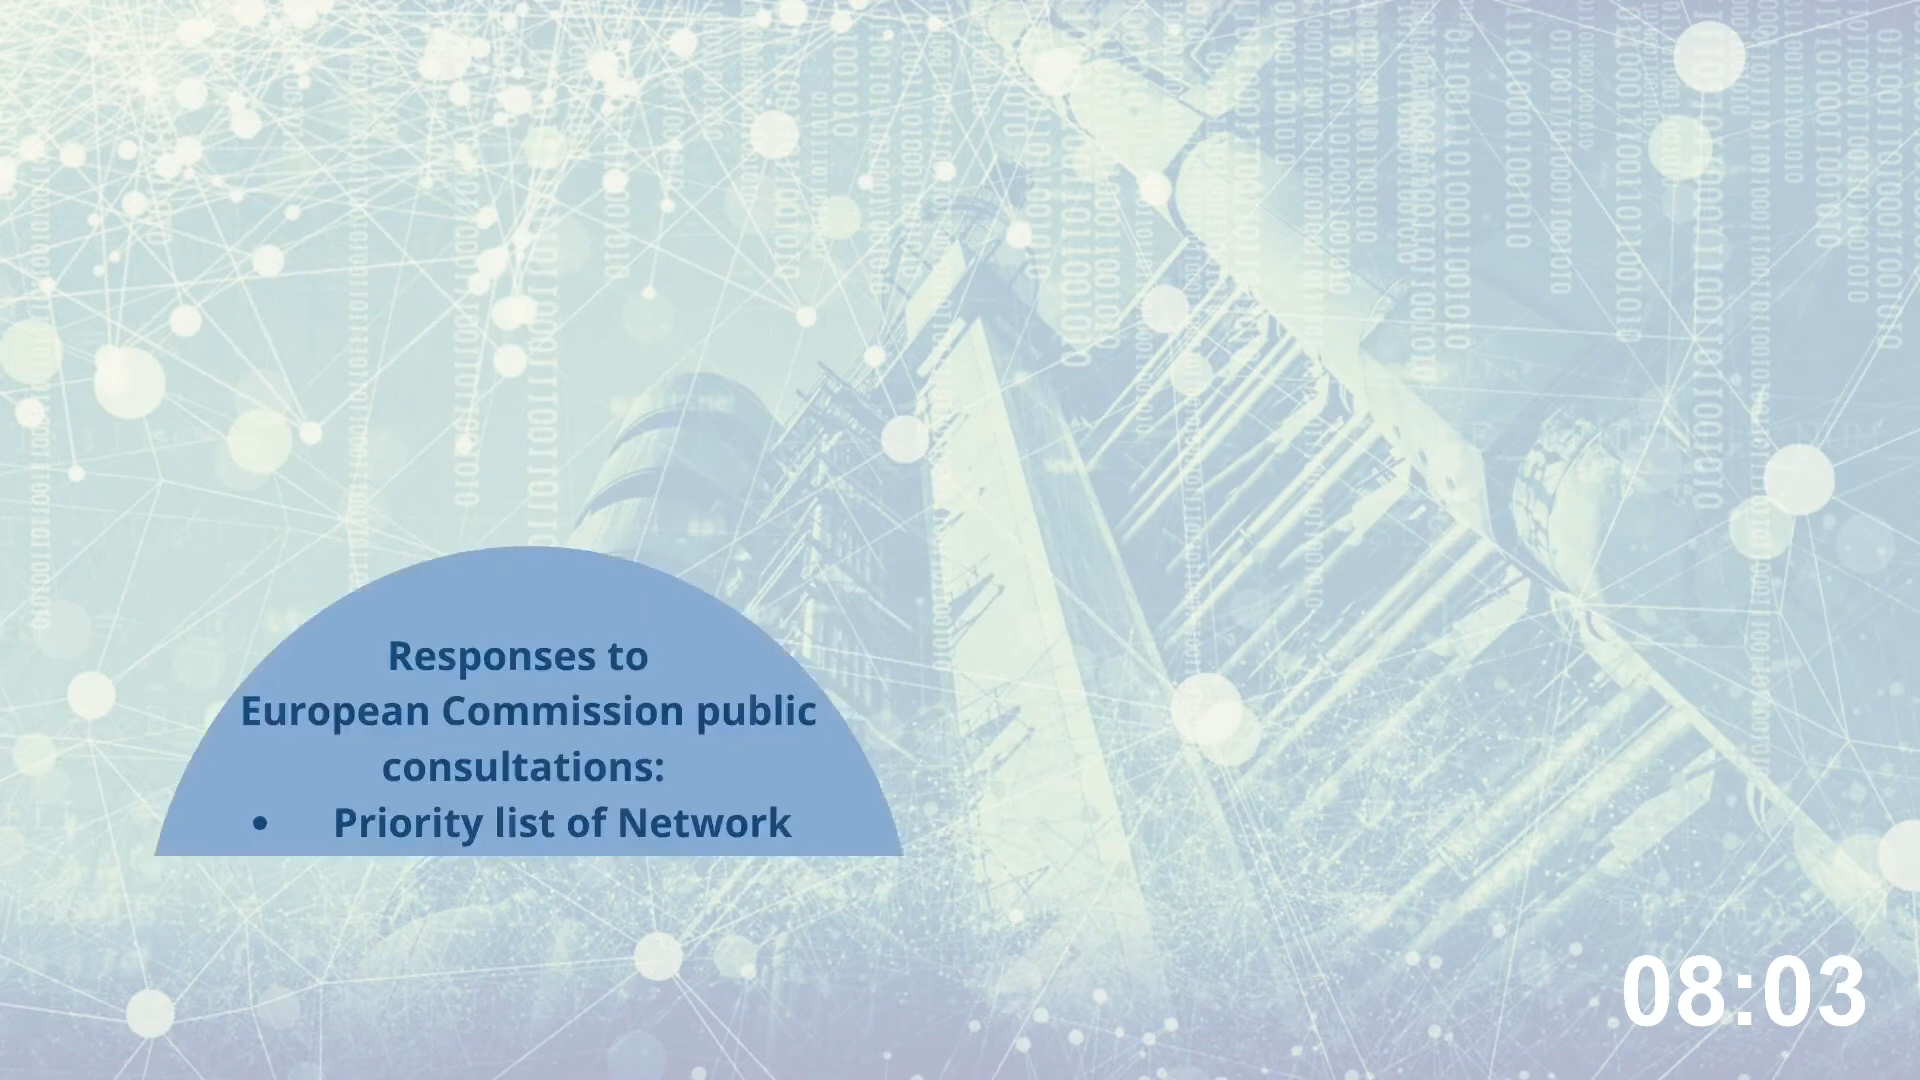 Responses to
European Commission public
consultations:
• Priority list of Network
08:03